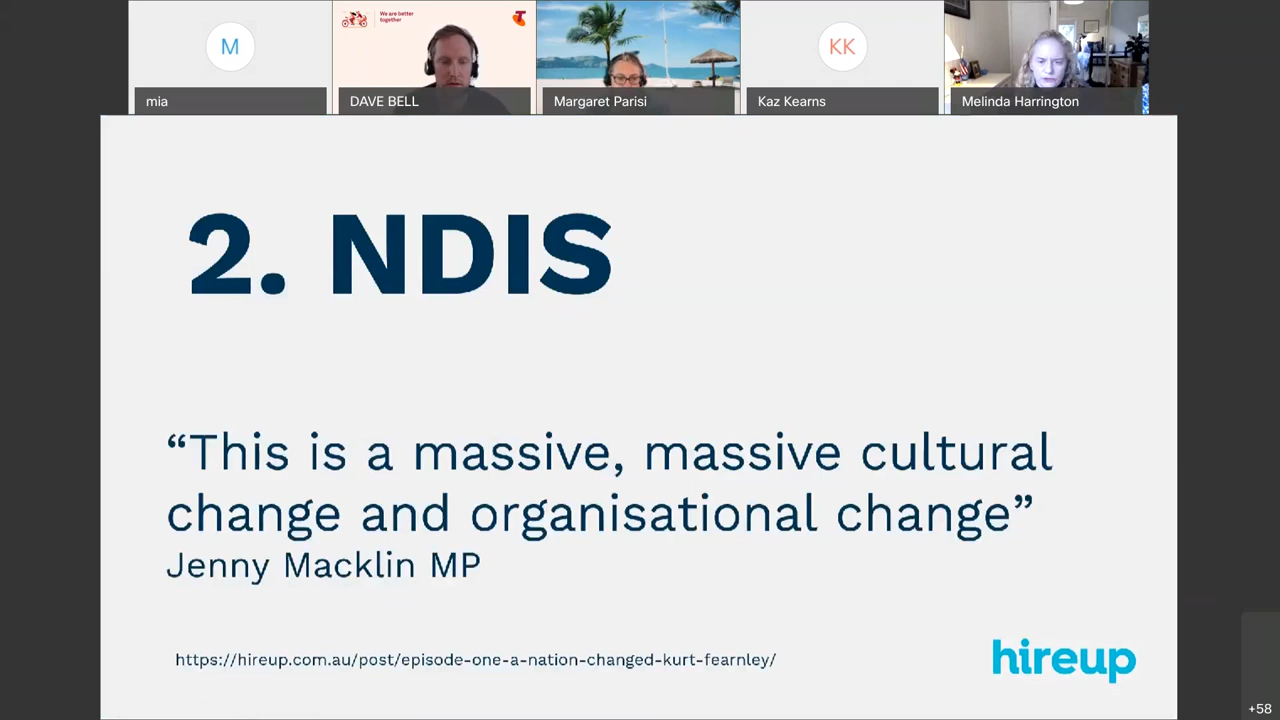 We are better
together
M
KK
mia
DAVE BELL
Margaret Parisi
Kaz Kearns
Melinda Harrington
2. NDIS
“This is a massive, massive cultural
change and organisational change”
Jenny Macklin MP
https://hireup.com.au/post/episode-one-a-nation-changed-kurt-fearnley/
hireup
+58